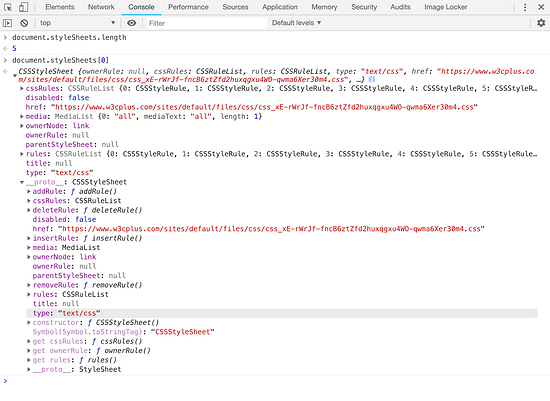 Elements Network Console Performance Sources Application Memory Security Audits Image Locker
top Filter Default levels ▾
> document.styleSheets.length
< 5
> document.styleSheets[0]
CSSStyleSheet {ownerRule: null, cssRules: CSSRuleList, rules: CSSRuleList, type: "text/css", href: "https://www.w3cplus.co
m/sites/default/files/css/css_xE-rWrJf-fncB6ztZfd2huxqgxu4WO-qwma6Xer30m4.css", …}
▸ cssRules: CSSRuleList {0: CSSStyleRule, 1: CSSStyleRule, 2: CSSStyleRule, 3: CSSStyleRule, 4: CSSStyleRule, 5: CSSStyleR…
disabled: false
href: "https://www.w3cplus.com/sites/default/files/css/css_xE-rWrJf-fncB6ztZfd2huxqgxu4WO-qwma6Xer30m4.css"
▸ media: MediaList {0: "all", mediaText: "all", length: 1}
▸ ownerNode: link
ownerRule: null
parentStyleSheet: null
▸ rules: CSSRuleList {0: CSSStyleRule, 1: CSSStyleRule, 2: CSSStyleRule, 3: CSSStyleRule, 4: CSSStyleRule, 5: CSSStyleRule…
title: null
type: "text/css"
▾ __proto__: CSSStyleSheet
▸ addRule: ƒ addRule()
▸ cssRules: CSSRuleList
▸ deleteRule: ƒ deleteRule()
disabled: false
href: "https://www.w3cplus.com/sites/default/files/css/css_xE-rWrJf-fncB6ztZfd2huxqgxu4WO-qwma6Xer30m4.css"
▸ insertRule: ƒ insertRule()
▸ media: MediaList
▸ ownerNode: link
ownerRule: null
parentStyleSheet: null
▸ removeRule: ƒ removeRule()
▸ rules: CSSRuleList
title: null
type: "text/css"
▸ constructor: ƒ CSSStyleSheet()
Symbol(Symbol.toStringTag): "CSSStyleSheet"
▸ get cssRules: ƒ cssRules()
▸ get ownerRule: ƒ ownerRule()
▸ get rules: ƒ rules()
▸ __proto__: StyleSheet